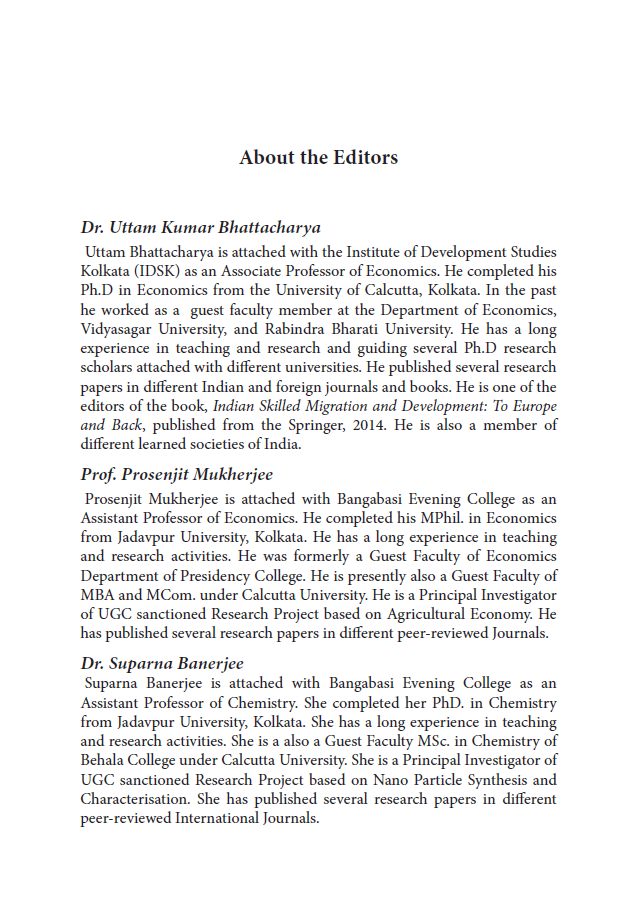 About the Editors
Dr. Uttam Kumar Bhattacharya
Uttam Bhattacharya is attached with the Institute of Development Studies
Kolkata (IDSK) as an Associate Professor of Economics. He completed his
Ph.D in Economics from the University of Calcutta, Kolkata. In the past
he worked as a guest faculty member at the Department of Economics,
Vidyasagar University, and Rabindra Bharati University. He has a long
experience in teaching and research and guiding several Ph.D research
scholars attached with different universities. He published several research
papers in different Indian and foreign journals and books. He is one of the
editors of the book, Indian Skilled Migration and Development: To Europe
and Back, published from the Springer, 2014. He is also a member of
different learned societies of India.
Prof. Prosenjit Mukherjee
Prosenjit Mukherjee is attached with Bangabasi Evening College as an
Assistant Professor of Economics. He completed his MPhil. in Economics
from Jadavpur University, Kolkata. He has a long experience in teaching
and research activities. He was formerly a Guest Faculty of Economics
Department of Presidency College. He is presently also a Guest Faculty of
MBA and MCom. under Calcutta University. He is a Principal Investigator
of UGC sanctioned Research Project based on Agricultural Economy. He
has published several research papers in different peer-reviewed Journals.
Dr. Suparna Banerjee
Suparna Banerjee is attached with Bangabasi Evening College as an
Assistant Professor of Chemistry. She completed her PhD. in Chemistry
from Jadavpur University, Kolkata. She has a long experience in teaching
and research activities. She is a also a Guest Faculty MSc. in Chemistry of
Behala College under Calcutta University. She is a Principal Investigator of
UGC sanctioned Research Project based on Nano Particle Synthesis and
Characterisation. She has published several research papers in different
peer-reviewed International Journals.